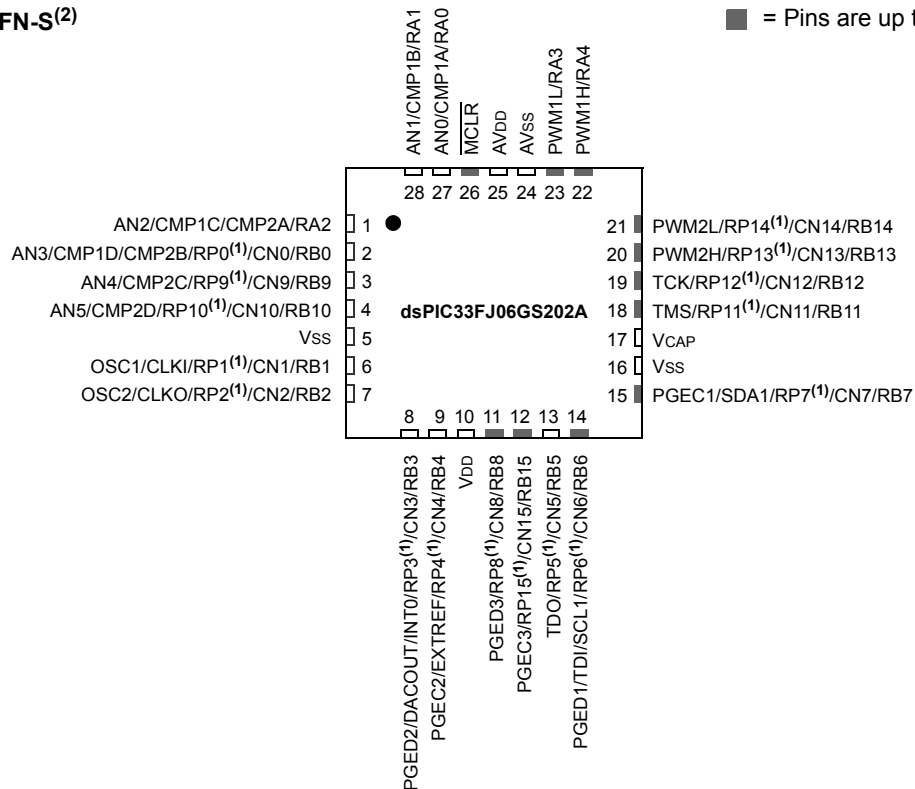 FN-S(2)
= Pins are up t
AN1/CMP1B/RA1
AN0/CMP1A/RA0
MCLR
AVDD
AVSS
PWM1L/RA3
PWM1H/RA4
28 27 26 25 24 23 22
AN2/CMP1C/CMP2A/RA2 1
AN3/CMP1D/CMP2B/RP0(1)/CN0/RB0 2
AN4/CMP2C/RP9(1)/CN9/RB9 3
AN5/CMP2D/RP10(1)/CN10/RB10 4
VSS 5
OSC1/CLKI/RP1(1)/CN1/RB1 6
OSC2/CLKO/RP2(1)/CN2/RB2 7
dsPIC33FJ06GS202A
21 PWM2L/RP14(1)/CN14/RB14
20 PWM2H/RP13(1)/CN13/RB13
19 TCK/RP12(1)/CN12/RB12
18 TMS/RP11(1)/CN11/RB11
17 VCAP
16 VSS
15 PGEC1/SDA1/RP7(1)/CN7/RB7
8 9 10 11 12 13 14
PGED2/DACOUT/INT0/RP3(1)/CN3/RB3
PGEC2/EXTREF/RP4(1)/CN4/RB4
VDD
PGED3/RP8(1)/CN8/RB8
PGEC3/RP15(1)/CN15/RB15
TDO/RP5(1)/CN5/RB5
PGED1/TDI/SCL1/RP6(1)/CN6/RB6